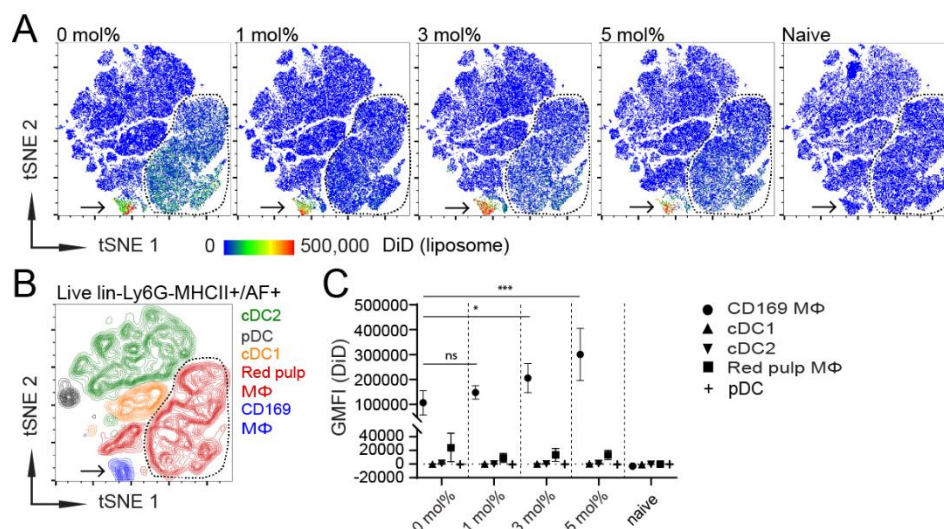 A
0 mol%
1 mol%
3 mol%
5 mol%
Naive
tSNE 2
tSNE 1
0
500,000
DiD (liposome)
B
Live lin-Ly6G-MHCII+/AF+
cDC2
pDC
cDC1
Red pulp
MΦ
CD169
MΦ
tSNE 2
tSNE 1
C
500000
400000
300000
200000
100000
40000
20000
0
-20000
GMFI (DiD)
***
*
ns
0 mol%
1 mol%
3 mol%
5 mol%
naive
CD169 MΦ
cDC1
cDC2
Red pulp MΦ
pDC